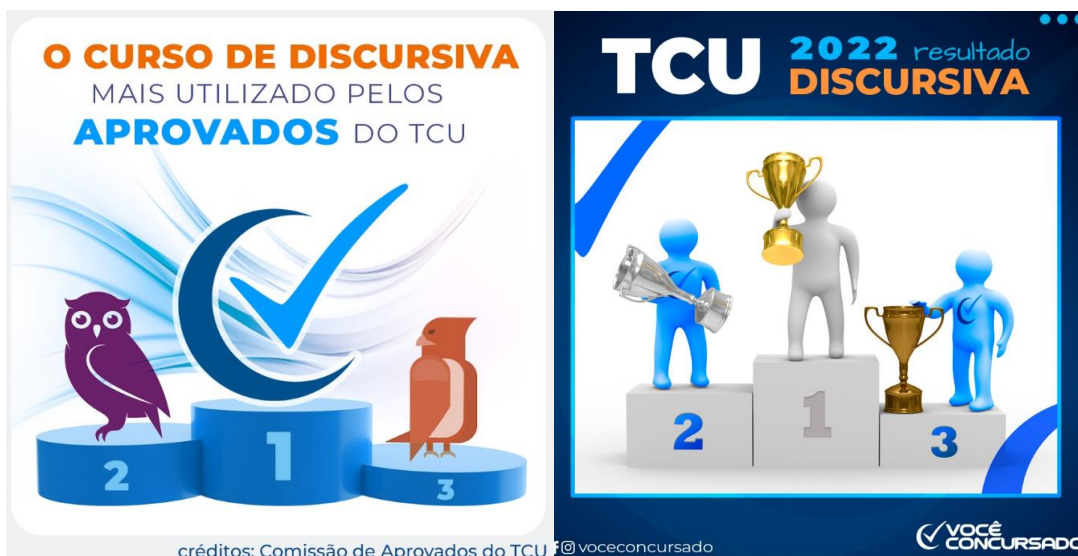 O CURSO DE DISCURSIVA
MAIS UTILIZADO PELOS
APROVADOS DO TCU
1
2
3
créditos: Comissão de Aprovados do TCU
TCU 2022 resultado
DISCURSIVA
1
2
3
voceconcursado
VOCÊ
CONCURSADO